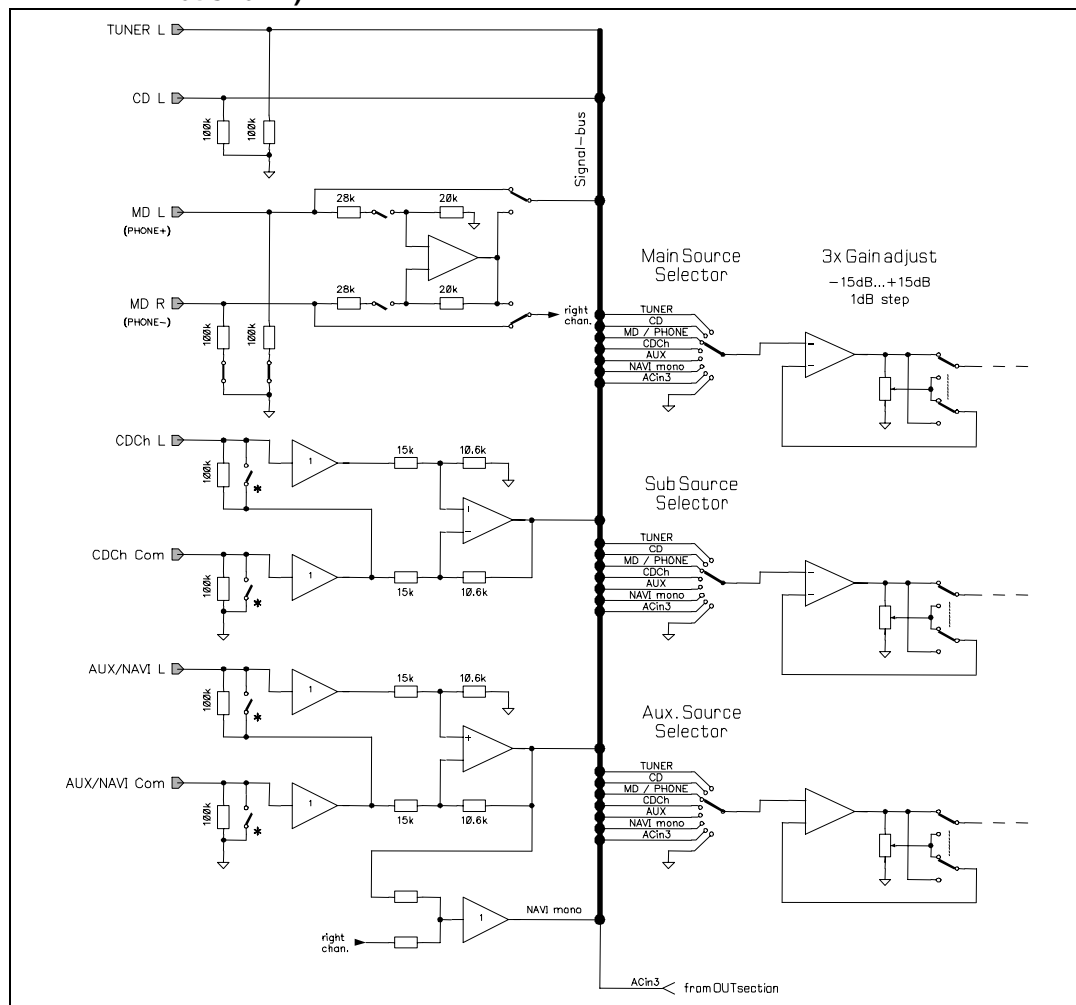 TUNER L
CD L
100k
100k
Signal-bus
MD L
(PHONE+)
28k
20k
MD R
(PHONE-)
28k
20k
100k
100k
right
chan.
Main Source
Selector
TUNER
CD
MD / PHONE
CDCh
AUX
NAVI mono
ACin3
3x Gain adjust
-15dB...+15dB
1dB step
CDCh L
100k
*
1
15k
10.6k
CDCh Com
100k
*
1
15k
10.6k
Sub Source
Selector
TUNER
CD
MD / PHONE
CDCh
AUX
NAVI mono
ACin3
AUX/NAVI L
100k
*
1
15k
10.6k
+
AUX/NAVI Com
100k
*
1
15k
10.6k
Aux. Source
Selector
TUNER
CD
MD / PHONE
CDCh
AUX
NAVI mono
ACin3
right
chan.
1
NAVI mono
ACin3
from OUTsection